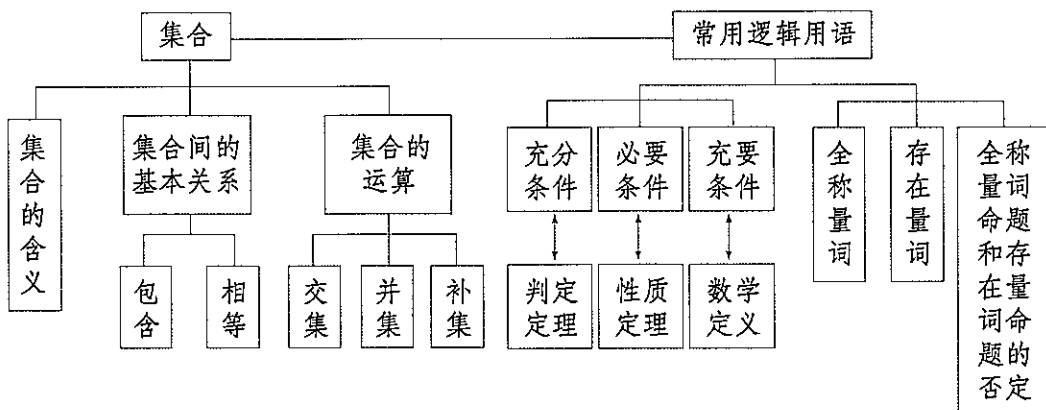 集合
常用逻辑用语
集合的含义
集合间的
基本关系
集合的
运算
充分
条件
必要
条件
充要
条件
全称量词
存在量词
全称
量词
命题
和存
在量
词命
题的
否定
包含
相等
交集
并集
补集
判定
定理
性质
定理
数学
定义